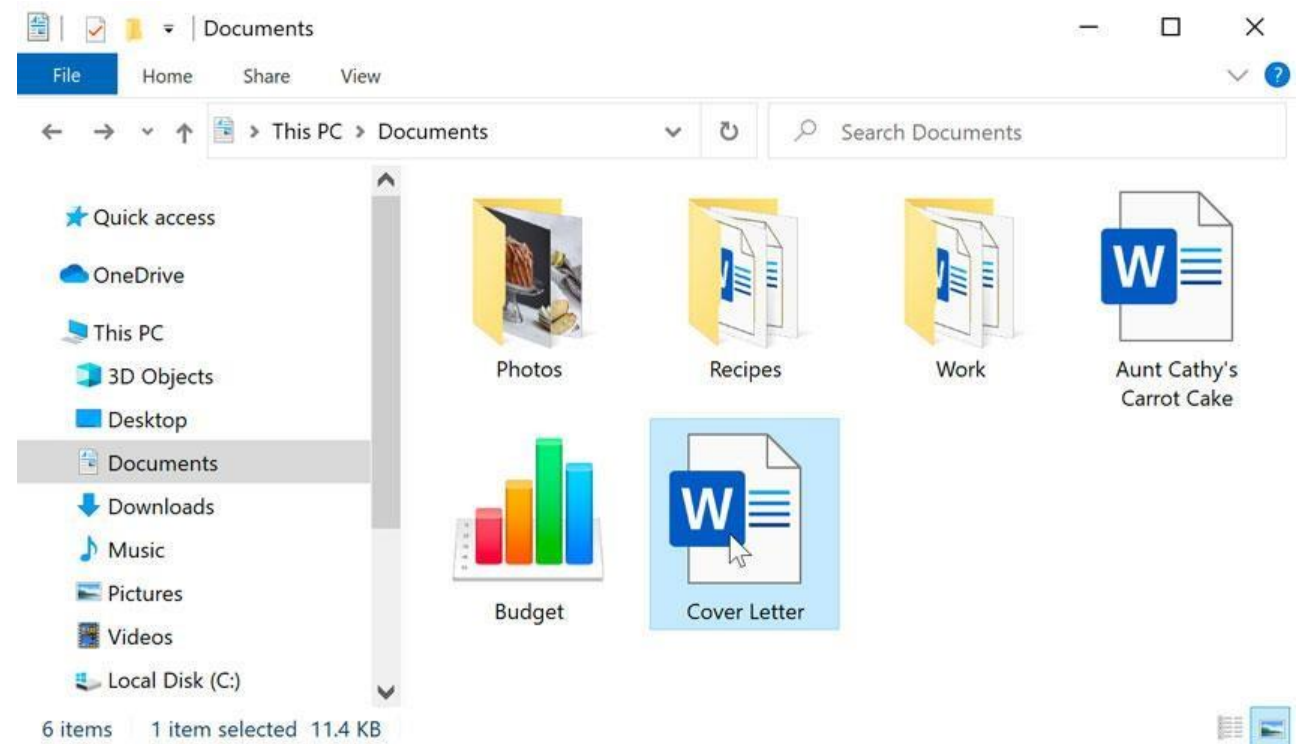 Documents
File Home Share View
?
> This PC > Documents
Search Documents
Quick access
OneDrive
This PC
3D Objects
Desktop
Documents
Downloads
Music
Pictures
Videos
Local Disk (C:)
Photos Recipes Work Aunt Cathy's
Carrot Cake
W
W
Budget Cover Letter
6 items 1 item selected 11.4 KB